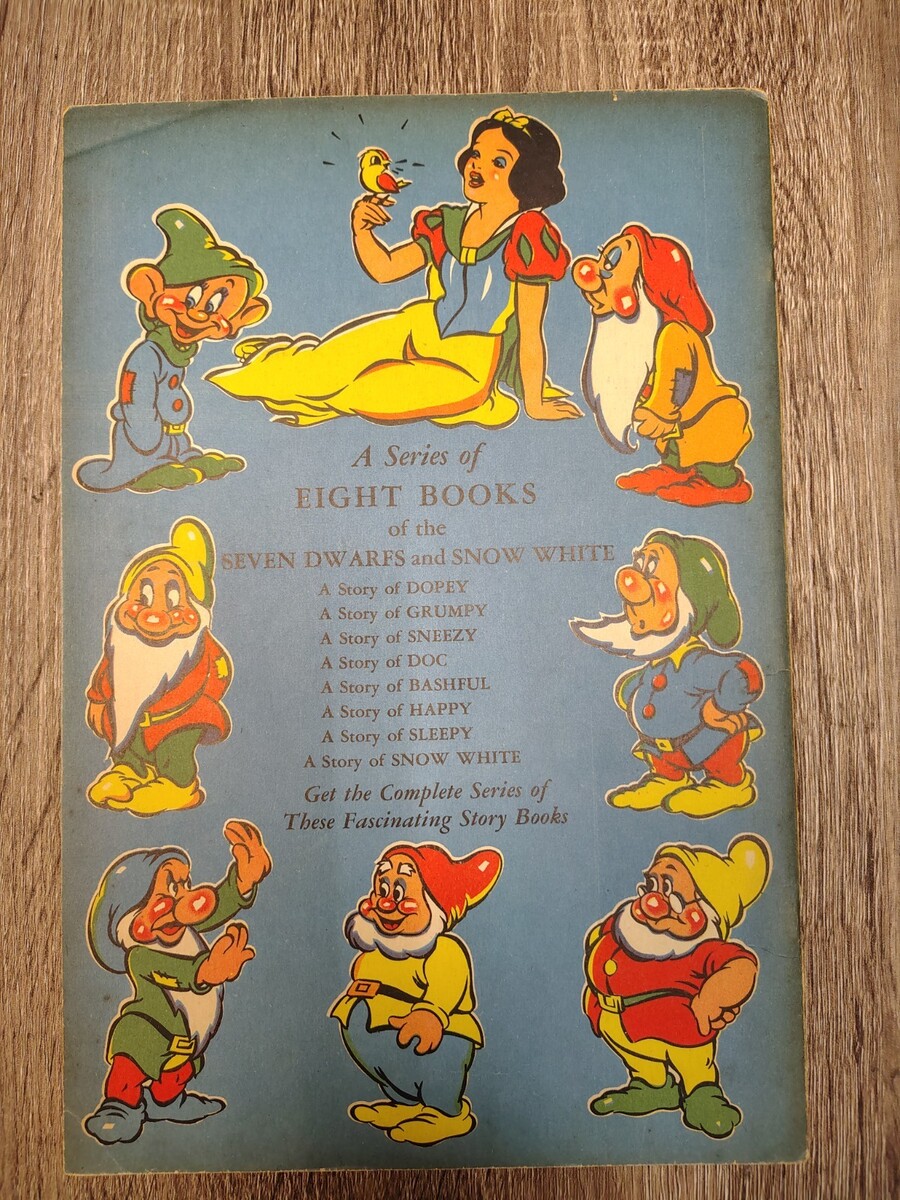 A Series of
EIGHT BOOKS
of the
SEVEN DWARFS and SNOW WHITE
A Story of DOPEY
A Story of GRUMPY
A Story of SNEEZY
A Story of DOC
A Story of BASHFUL
A Story of HAPPY
A Story of SLEEPY
A Story of SNOW WHITE
Get the Complete Series of
These Fascinating Story Books